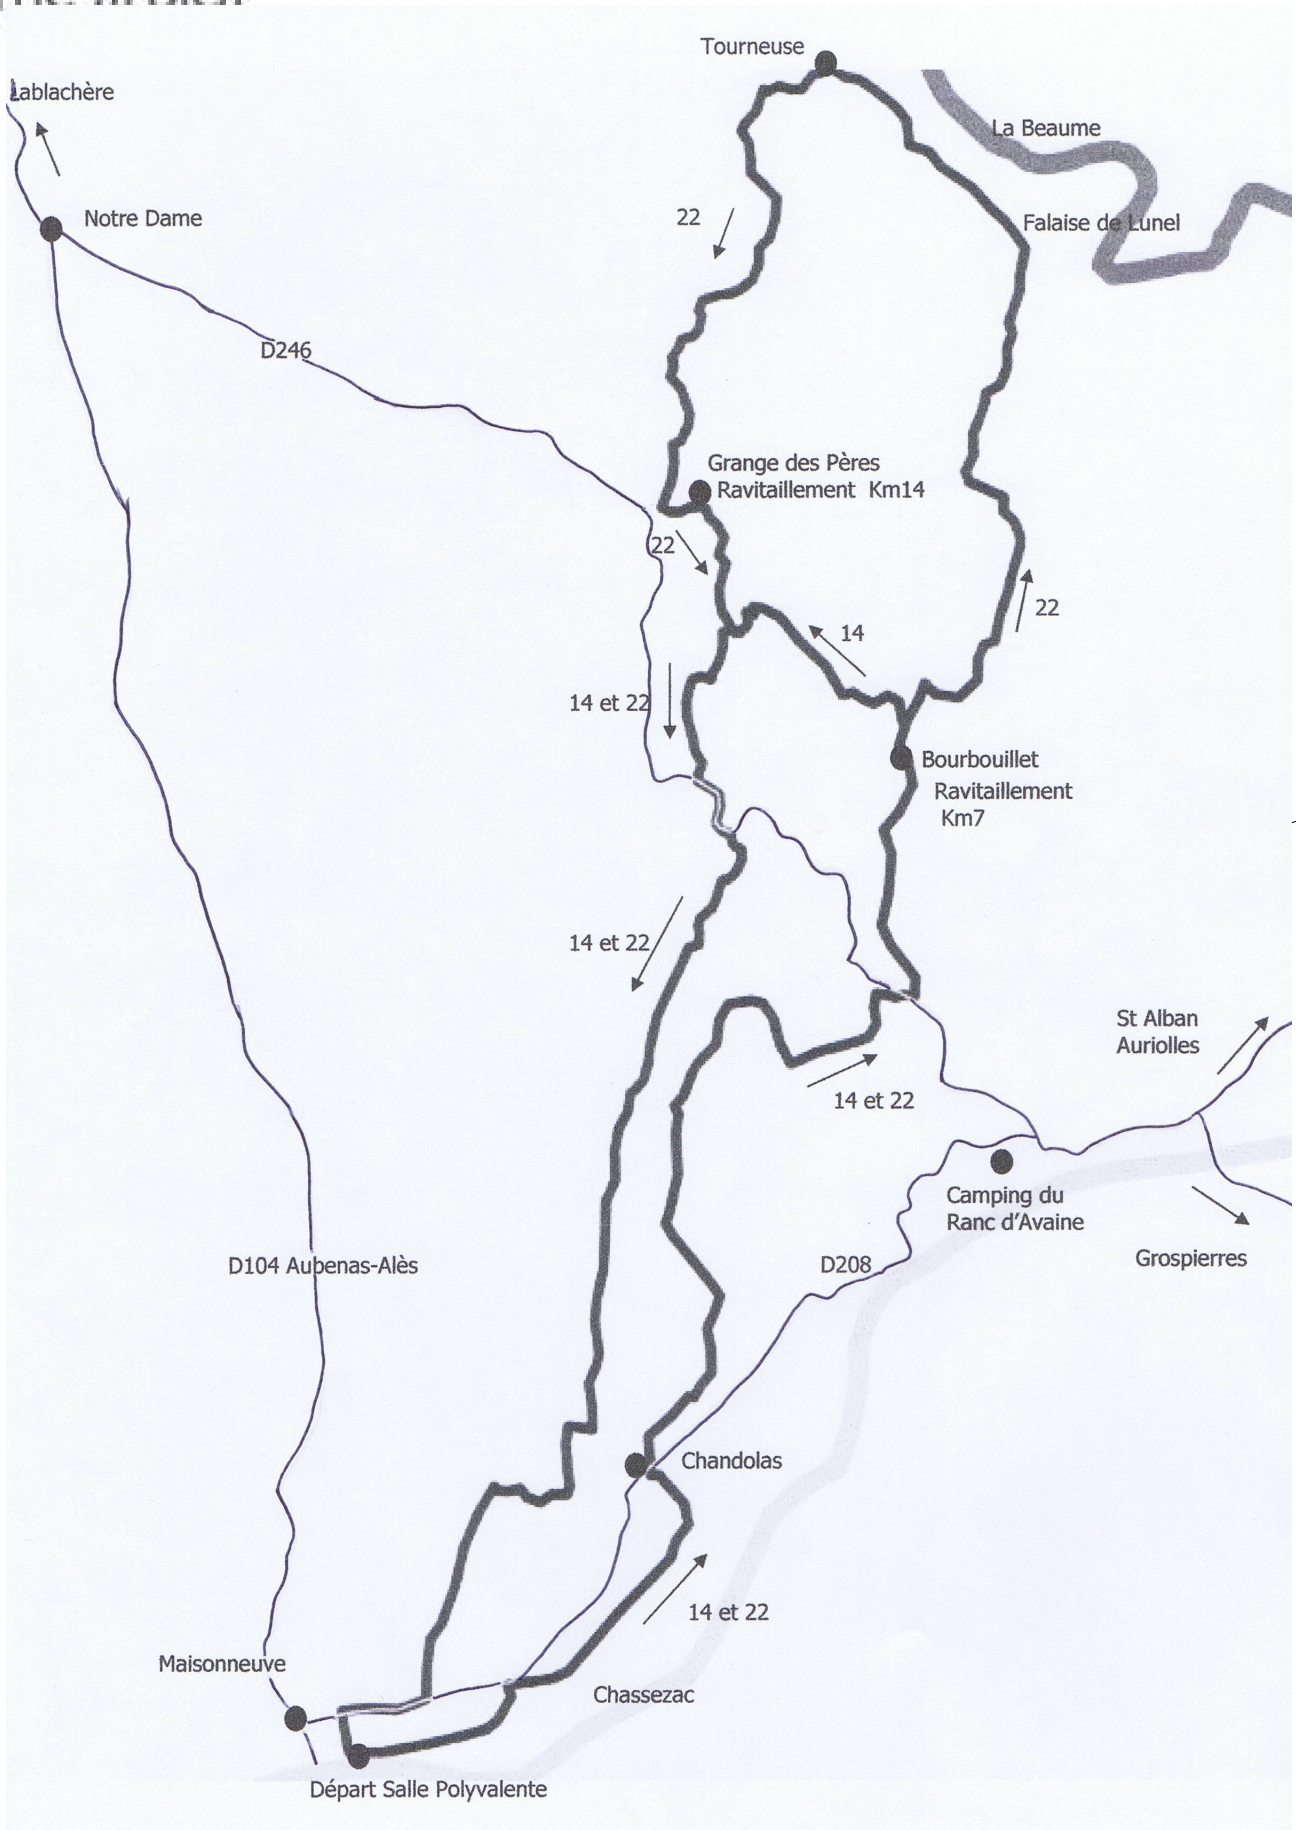 Tourneuse
Lablachère
La Beaume
Notre Dame
22
Falaise de Lunel
D246
Grange des Pères
Ravitaillement Km14
22
22
14
14 et 22
Bourbouillet
Ravitaillement
Km7
14 et 22
St Alban
Auriolles
14 et 22
Camping du
Ranc d'Avaine
D208
Grospierres
D104 Aubenas-Alès
Chandolas
14 et 22
Maisonneuve
Chassezac
Départ Salle Polyvalente